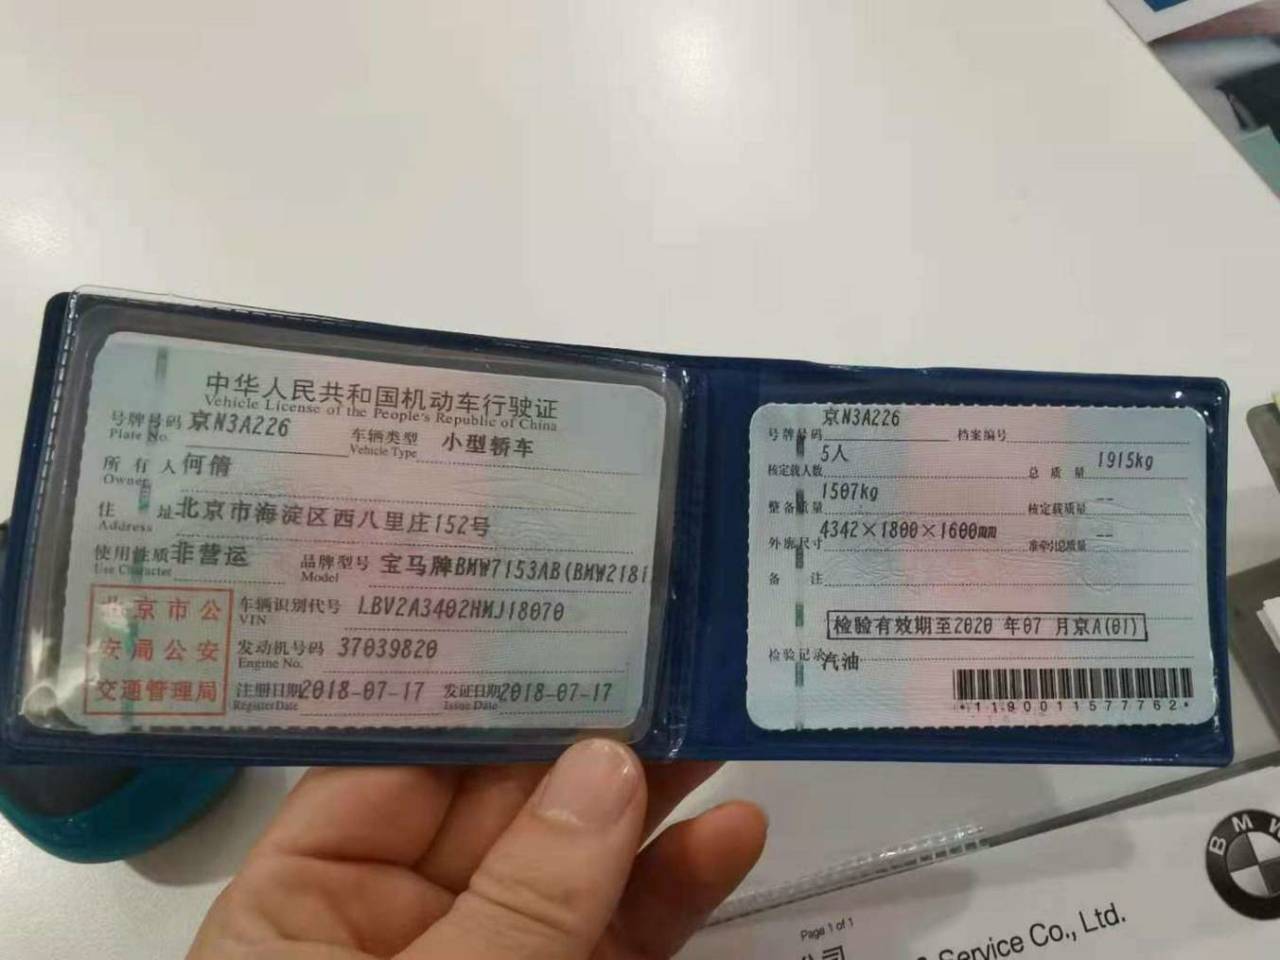 中华人民共和国机动车行驶证
Vehicle License of the People's Republic of China
号牌号码 京N3A226 车辆类型 小型轿车
Plate No. Vehicle Type
所有人 何倩
Owner
住址 北京市海淀区西八里庄152号
Address
使用性质 非营运 品牌型号 宝马牌BMW7153AB(BMW218i
Use Character Model
北京市公
安局公安
交通管理局
车辆识别代号 LBV2A3402HMJ18070
VIN
发动机号码 37039820
Engine No.
注册日期 2018-07-17 发证日期 2018-07-17
Register Date Issue Date
号牌号码 京N3A226 档案编号
核定载人数 5人 总质量 1915kg
整备质量 1507kg 核定载质量 --
外廓尺寸 4342×1800×1600mm 准牵引总质量 --
备注
检验有效期至2020年07月京A(01)
检验记录 汽油
*1190011577762*
BMW
Page 1 of 1
公司
Service Co., Ltd.